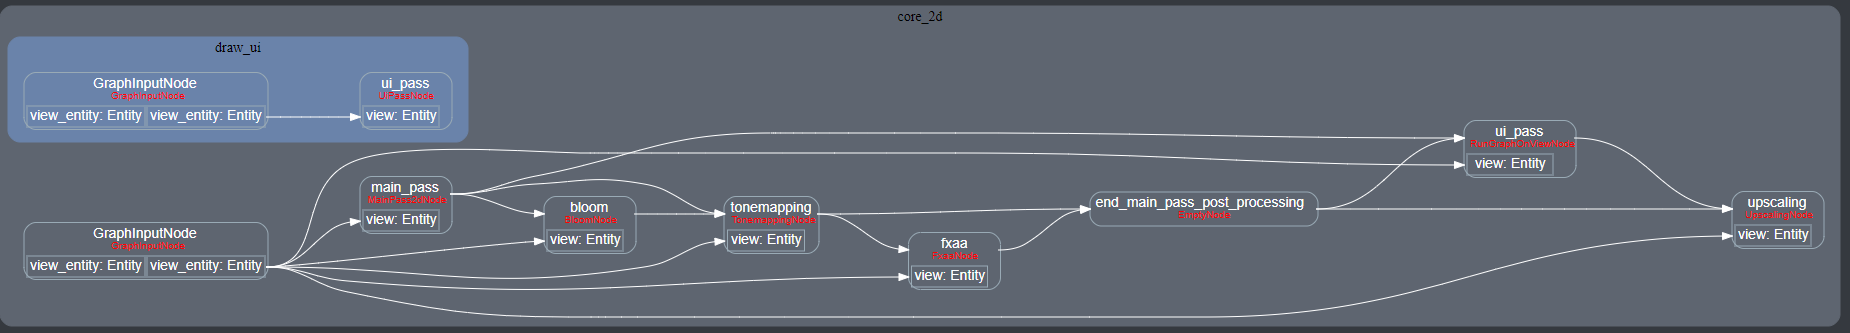 core_2d
draw_ui
GraphInputNode
GraphInputNode
view_entity: Entity view_entity: Entity
ui_pass
UiPassNode
view: Entity
GraphInputNode
GraphInputNode
view_entity: Entity view_entity: Entity
main_pass
MainPass2dNode
view: Entity
bloom
BloomNode
view: Entity
tonemapping
TonemappingNode
view: Entity
fxaa
FxaaNode
view: Entity
end_main_pass_post_processing
EmptyNode
ui_pass
RunGraphOnViewNode
view: Entity
upscaling
UpscalingNode
view: Entity